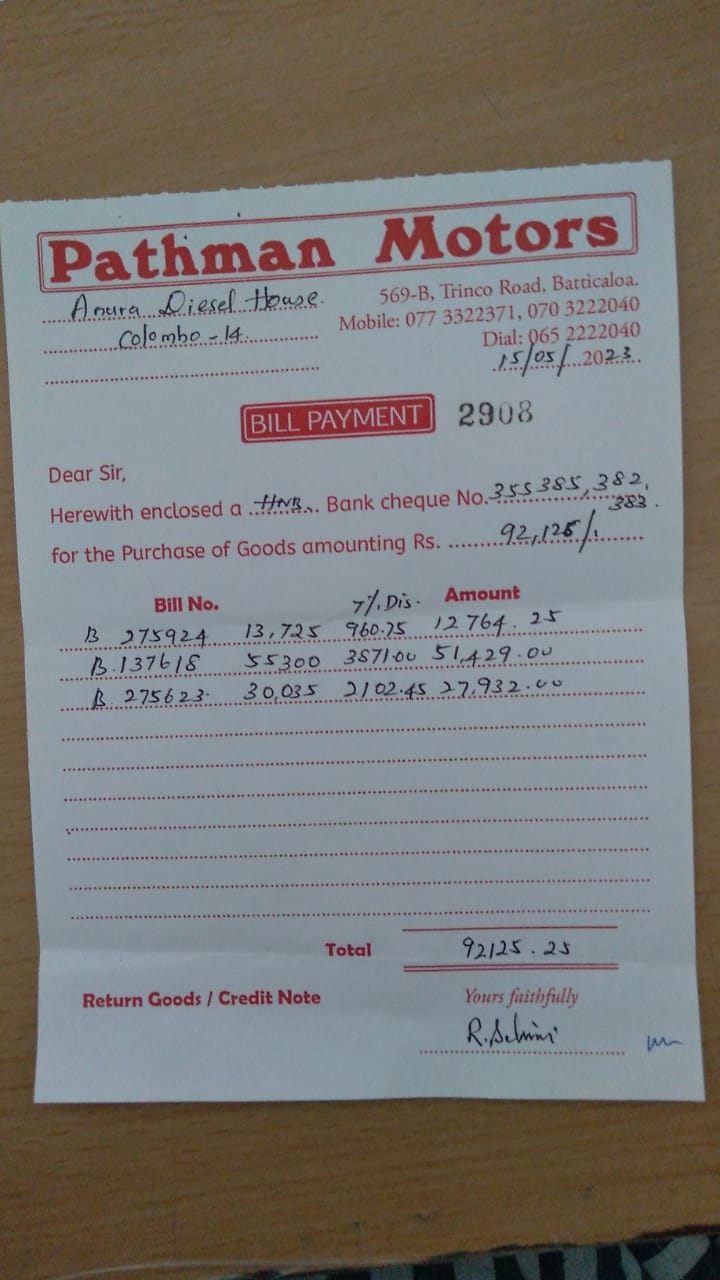 Pathman Motors
Anura Diesel House.
Colombo - 14.
569-B, Trinco Road, Batticaloa.
Mobile: 077 3322371, 070 3222040
Dial: 065 2222040
15/05/2023
BILL PAYMENT 2908
Dear Sir,
Herewith enclosed a HNB Bank cheque No. 355385, 382,
383.
for the Purchase of Goods amounting Rs. 92,125/.
Bill No. 7% Dis. Amount
B 275924 13,725 960.75 12764.25
B.137618 55300 3871.00 51,429.00
B. 275623. 30,035 2102.45 27,932.00
Total 92125.25
Return Goods / Credit Note
Yours faithfully